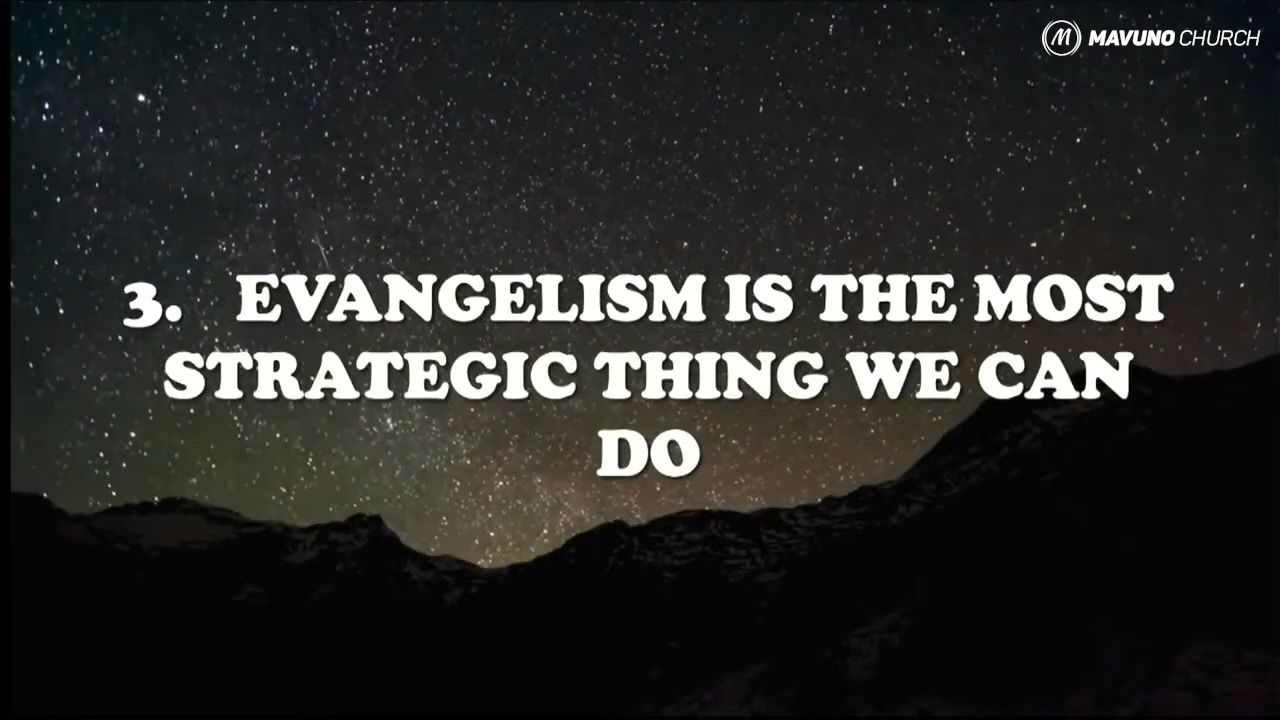 MAVUNO CHURCH
3. EVANGELISM IS THE MOST
STRATEGIC THING WE CAN
DO